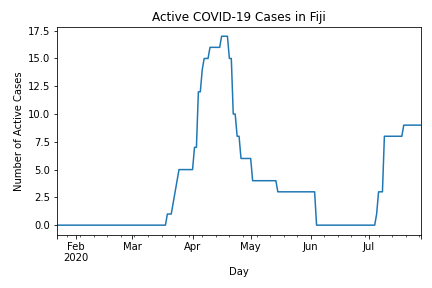 Active COVID-19 Cases in Fiji
17.5
15.0
12.5
10.0
7.5
5.0
2.5
0.0
Number of Active Cases
Feb Mar Apr May Jun Jul
2020
Day